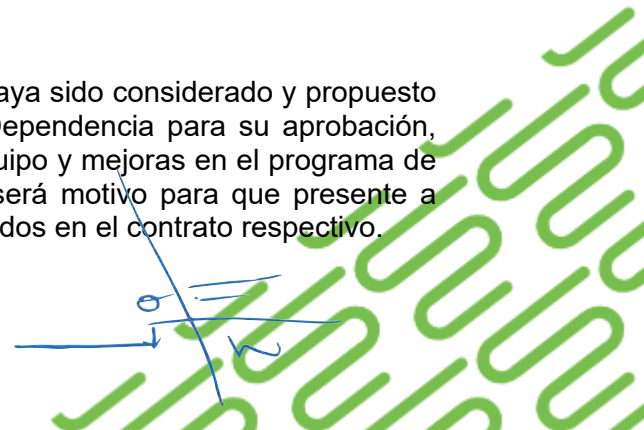 aya sido considerado y propuesto
Dependencia para su aprobación,
uipo y mejoras en el programa de
será motivo para que presente a
dos en el contrato respectivo.